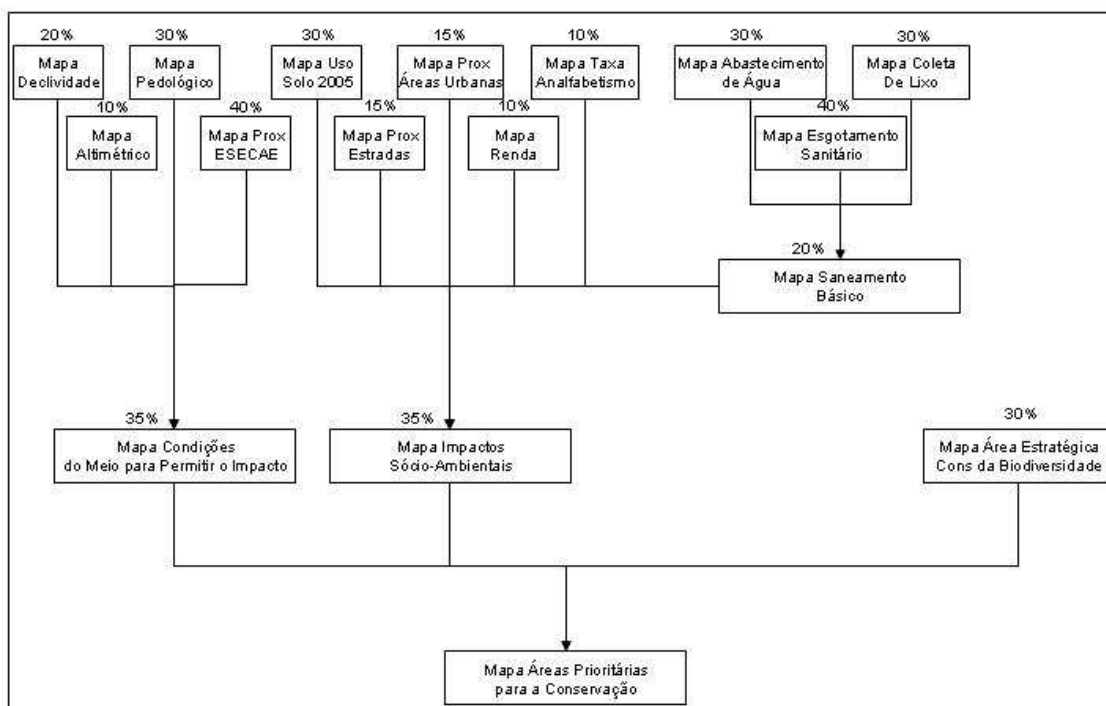 20% 30% 30% 15% 10% 30% 30%
Mapa
Declividade
Mapa
Pedológico
Mapa Uso
Solo 2005
Mapa Prox
Áreas Urbanas
Mapa Taxa
Analfabetismo
Mapa Abastecimento
de Água
Mapa Coleta
De Lixo
10% 40% 15% 10% 40%
Mapa
Altimétrico
Mapa Prox
ESECAE
Mapa Prox
Estradas
Mapa
Renda
Mapa Esgotamento
Sanitário
20%
Mapa Saneamento
Básico
35%
Mapa Condições
do Meio para Permitir o Impacto
35%
Mapa Impactos
Sócio-Ambientais
30%
Mapa Área Estratégica
Cons da Biodiversidade
Mapa Áreas Prioritárias
para a Conservação